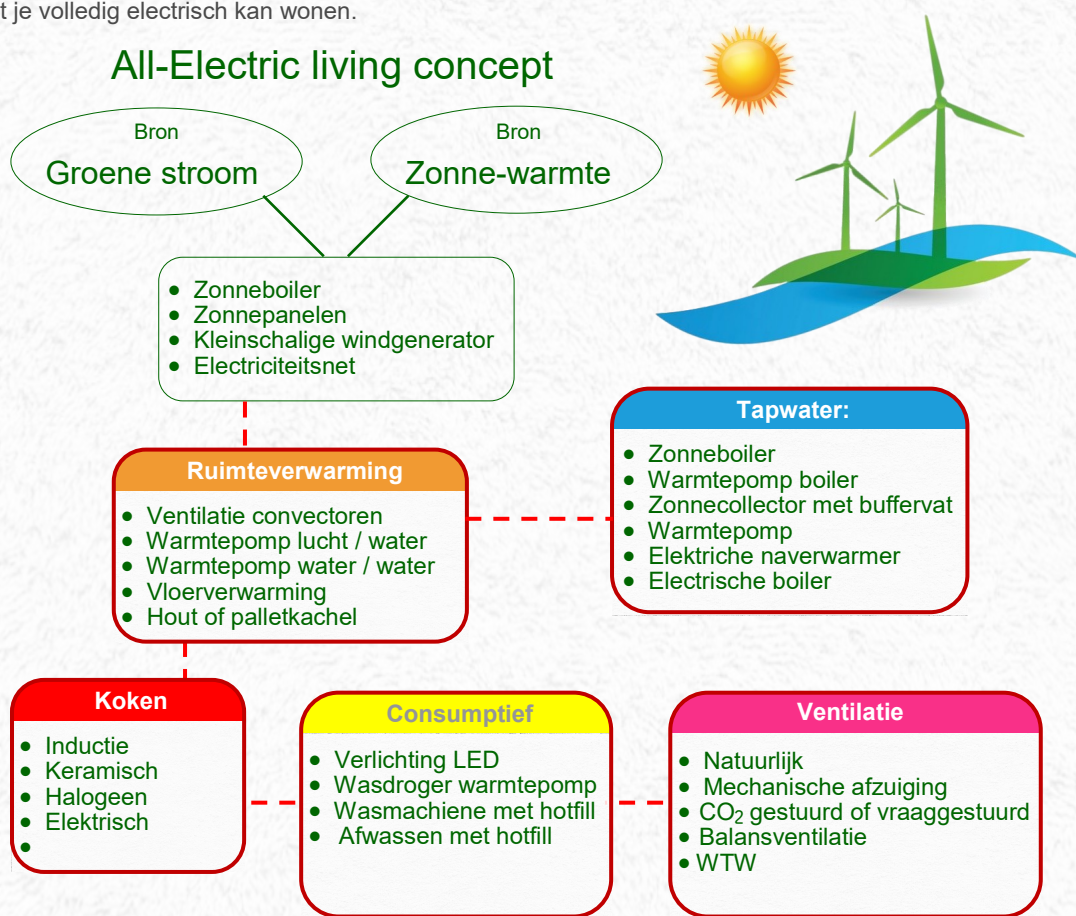 t je volledig electrisch kan wonen.
All-Electric living concept
Bron
Groene stroom
Bron
Zonne-warmte
• Zonneboiler
• Zonnepanelen
• Kleinschalige windgenerator
• Electriciteitsnet
Tapwater:
• Zonneboiler
• Warmtepomp boiler
• Zonnecollector met buffervat
• Warmtepomp
• Elektriche naverwarmer
• Electrische boiler
Ruimteverwarming
• Ventilatie convectoren
• Warmtepomp lucht / water
• Warmtepomp water / water
• Vloerverwarming
• Hout of palletkachel
Koken
• Inductie
• Keramisch
• Halogeen
• Elektrisch
•
Consumptief
• Verlichting LED
• Wasdroger warmtepomp
• Wasmachiene met hotfill
• Afwassen met hotfill
Ventilatie
• Natuurlijk
• Mechanische afzuiging
• CO₂ gestuurd of vraaggestuurd
• Balansventilatie
• WTW